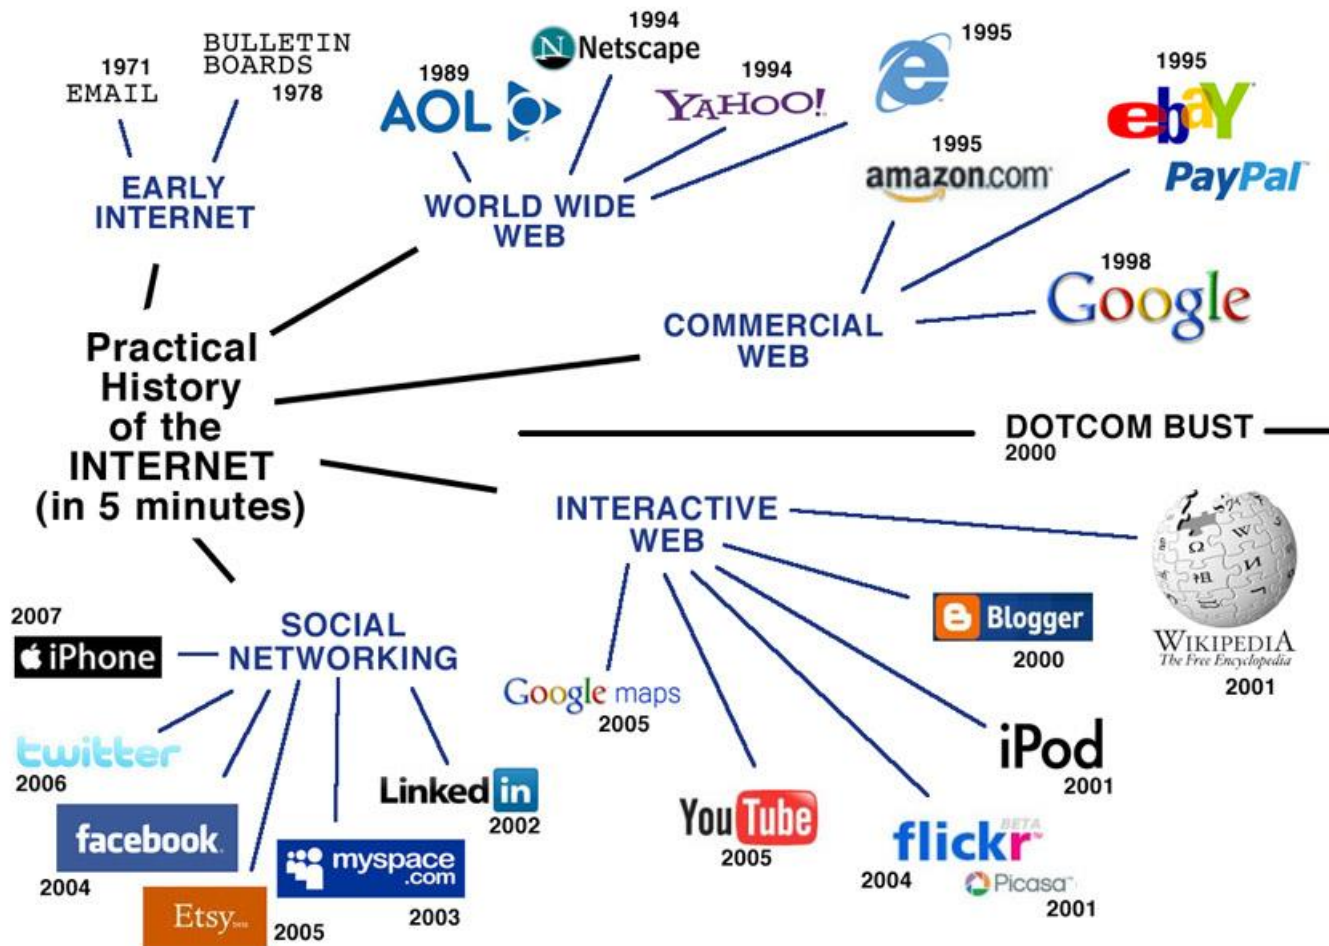 1971
EMAIL
BULLETIN
BOARDS
1978
EARLY
INTERNET
1989
AOL
1994
N Netscape
1994
YAHOO!
1995
e
WORLD WIDE
WEB
1995
amazon.com
1995
ebaY
PayPal
1998
Google
COMMERCIAL
WEB
Practical
History
of the
INTERNET
(in 5 minutes)
DOTCOM BUST
2000
INTERACTIVE
WEB
WIKIPEDIA
The Free Encyclopedia
2001
Blogger
2000
iPod
2001
flickr BETA
2004
Picasa
2001
YouTube
2005
Google maps
2005
SOCIAL
NETWORKING
2007
iPhone
twitter
2006
facebook
2004
Etsy
2005
myspace
.com
2003
Linked in
2002